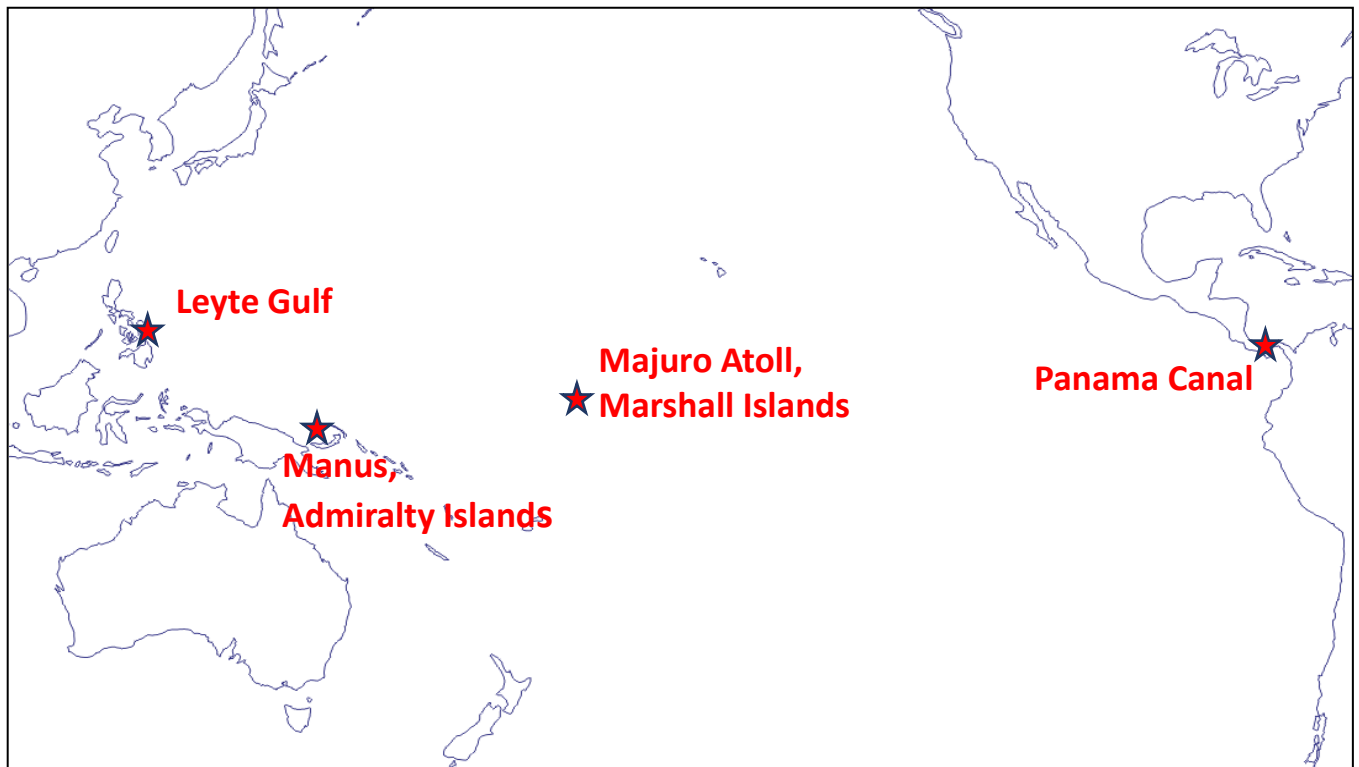 Leyte Gulf
Majuro Atoll,
Marshall Islands
Panama Canal
Manus,
Admiralty Islands